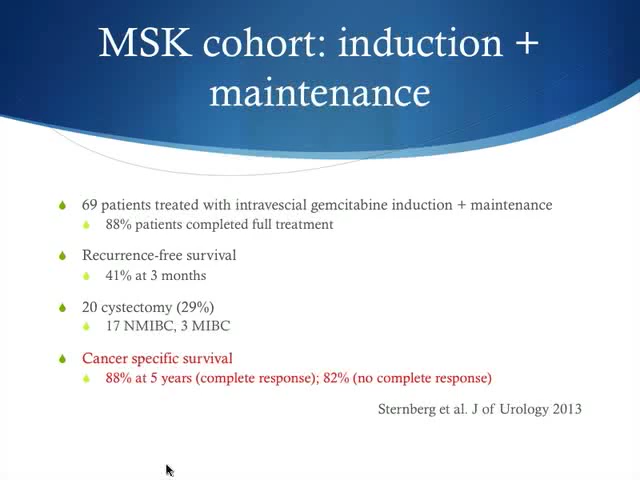 MSK cohort: induction +
maintenance
69 patients treated with intravescial gemcitabine induction + maintenance
88% patients completed full treatment
Recurrence-free survival
41% at 3 months
20 cystectomy (29%)
17 NMIBC, 3 MIBC
Cancer specific survival
88% at 5 years (complete response); 82% (no complete response)
Sternberg et al. J of Urology 2013